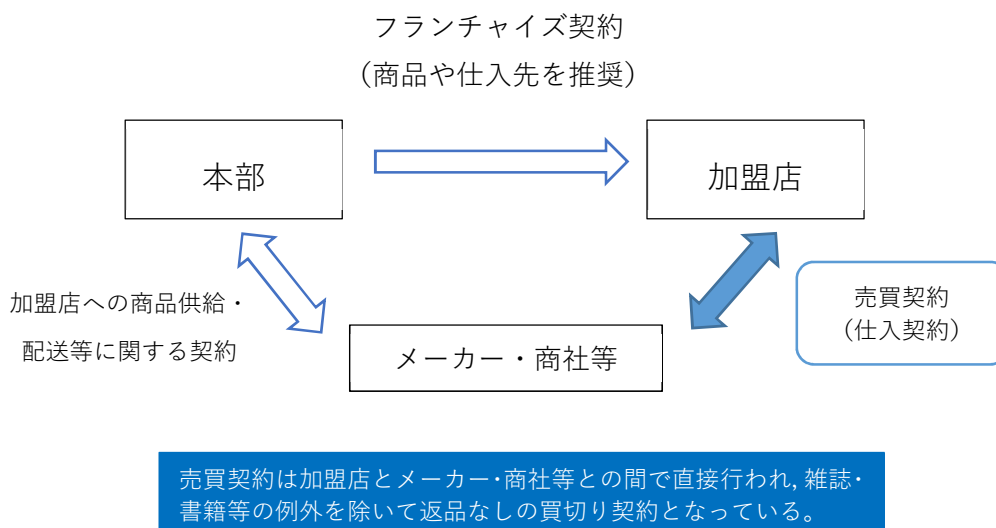 フランチャイズ契約
(商品や仕入先を推奨)
本部
加盟店
加盟店への商品供給・
配送等に関する契約
メーカー・商社等
売買契約
(仕入契約)
売買契約は加盟店とメーカー・商社等との間で直接行われ,雑誌・
書籍等の例外を除いて返品なしの買切り契約となっている。